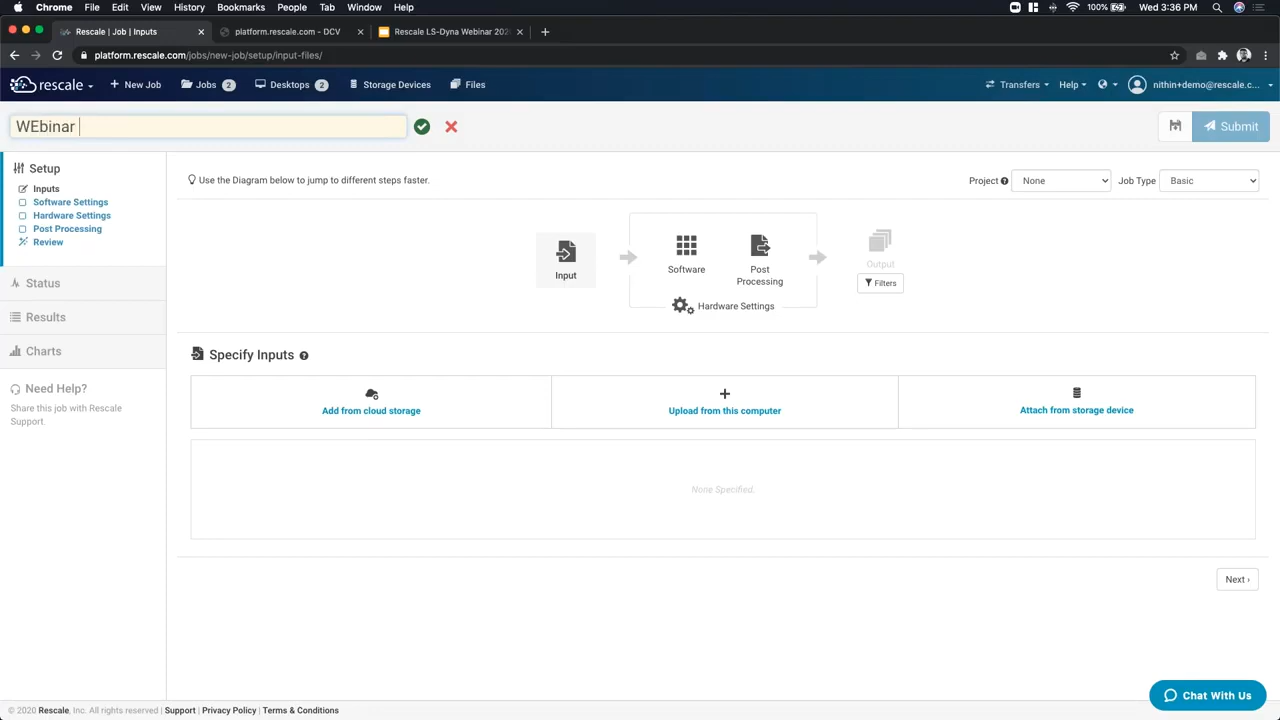 Chrome File Edit View History Bookmarks People Tab Window Help 100% Wed 3:36 PM
Rescale | Job | Inputs platform.rescale.com - DCV Rescale LS-Dyna Webinar 202
platform.rescale.com/jobs/new-job/setup/input-files/
rescale New Job Jobs 2 Desktops 2 Storage Devices Files Transfers Help nithin+demo@rescale.c...
WEbinar
Submit
Setup
Inputs
Software Settings
Hardware Settings
Post Processing
Review
Status
Results
Charts
Need Help?
Share this job with Rescale
Support.
Use the Diagram below to jump to different steps faster.
Project None Job Type Basic
Input
Software
Post
Processing
Hardware Settings
Output
Filters
Specify Inputs
Add from cloud storage
Upload from this computer
Attach from storage device
None Specified.
Next ›
Chat With Us
© 2020 Rescale, Inc. All rights reserved | Support | Privacy Policy | Terms & Conditions